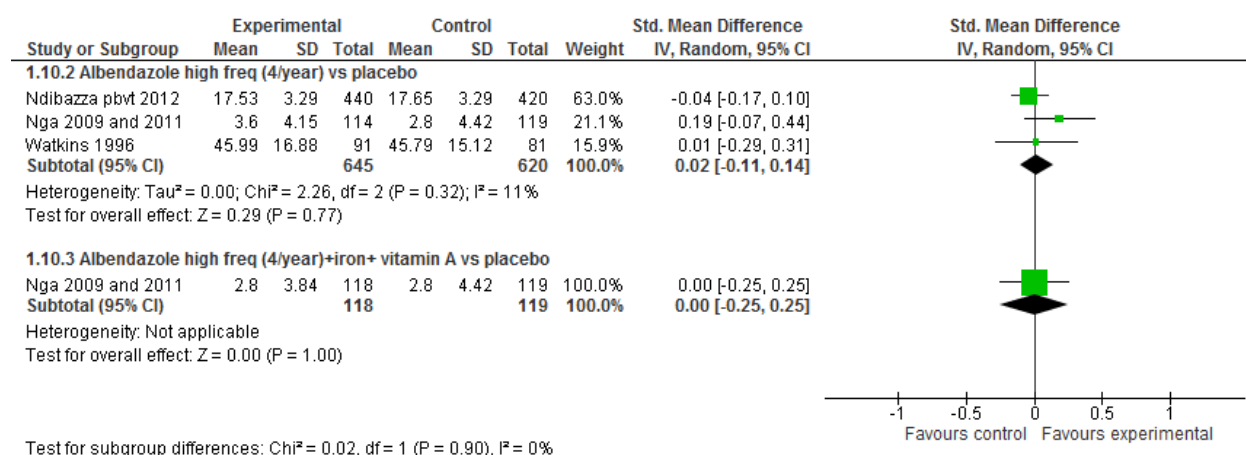 Experimental Control Std. Mean Difference Std. Mean Difference
Study or Subgroup Mean SD Total Mean SD Total Weight IV, Random, 95% CI IV, Random, 95% CI
1.10.2 Albendazole high freq (4/year) vs placebo
Ndibazza pbvt 2012 17.53 3.29 440 17.65 3.29 420 63.0% -0.04 [-0.17, 0.10]
Nga 2009 and 2011 3.6 4.15 114 2.8 4.42 119 21.1% 0.19 [-0.07, 0.44]
Watkins 1996 45.99 16.88 91 45.79 15.12 81 15.9% 0.01 [-0.29, 0.31]
Subtotal (95% CI) 645 620 100.0% 0.02 [-0.11, 0.14]
Heterogeneity: Tau² = 0.00; Chi² = 2.26, df = 2 (P = 0.32); I² = 11%
Test for overall effect: Z = 0.29 (P = 0.77)
1.10.3 Albendazole high freq (4/year)+iron+ vitamin A vs placebo
Nga 2009 and 2011 2.8 3.84 118 2.8 4.42 119 100.0% 0.00 [-0.25, 0.25]
Subtotal (95% CI) 118 119 100.0% 0.00 [-0.25, 0.25]
Heterogeneity: Not applicable
Test for overall effect: Z = 0.00 (P = 1.00)
-1 -0.5 0 0.5 1
Favours control Favours experimental
Test for subgroup differences: Chi² = 0.02, df = 1 (P = 0.90), I² = 0%